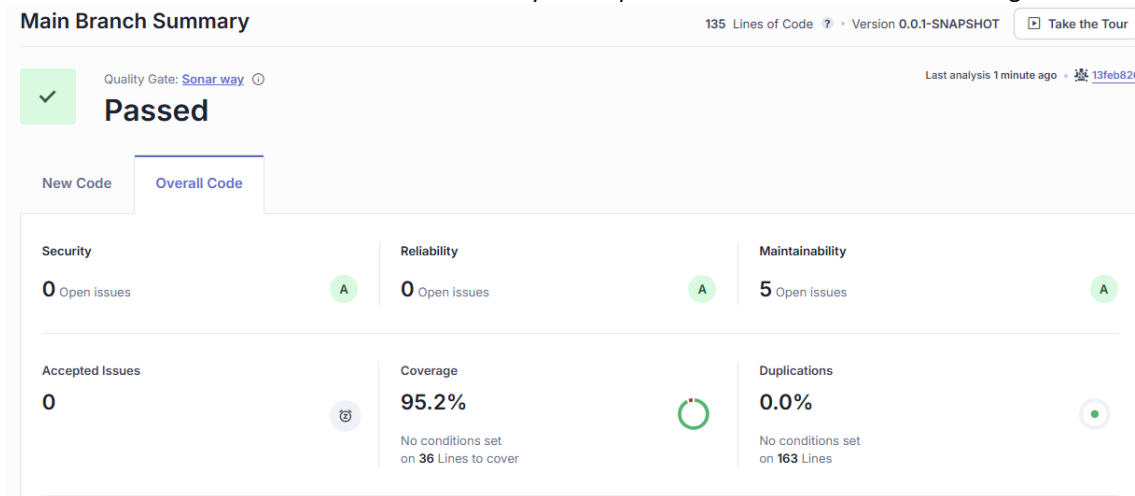 Main Branch Summary
135 Lines of Code ? • Version 0.0.1-SNAPSHOT
Take the Tour
Quality Gate: Sonar way
Passed
Last analysis 1 minute ago •
New Code
Overall Code
Security
0 Open issues
A
Reliability
0 Open issues
A
Maintainability
5 Open issues
A
Accepted Issues
0
Coverage
95.2%
No conditions set
on 36 Lines to cover
Duplications
0.0%
No conditions set
on 163 Lines